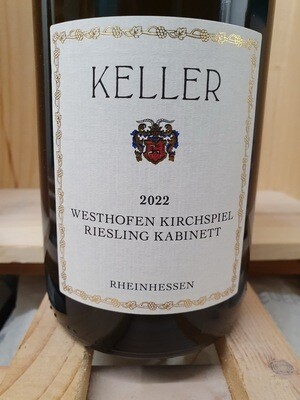 KELLER
2022
WESTHOFEN KIRCHSPIEL
RIESLING KABINETT
RHEINHESSEN